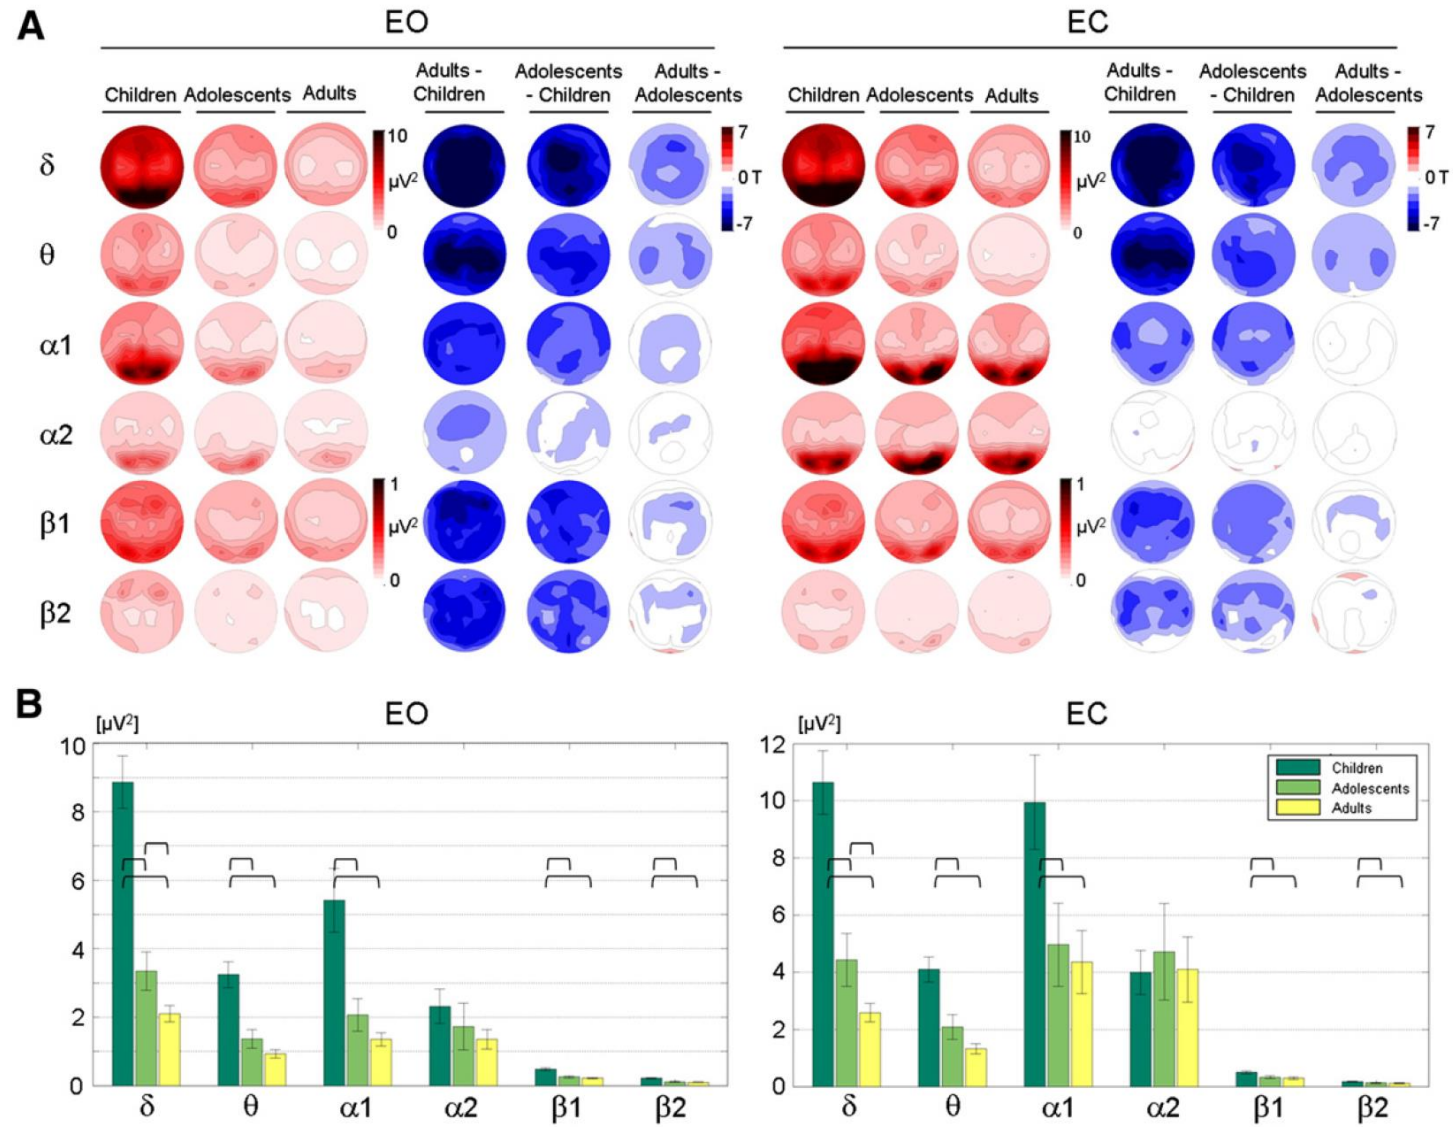 A
EO
EC
Children Adolescents Adults
Adults -
Children
Adolescents
- Children
Adults -
Adolescents
Children Adolescents Adults
Adults -
Children
Adolescents
- Children
Adults -
Adolescents
δ
10
μV²
0
7
0 T
-7
10
μV²
0
7
0 T
-7
θ
α1
α2
β1
1
μV²
0
1
μV²
0
β2
B
EO
EC
[μV²]
10
8
6
4
2
0
δ θ α1 α2 β1 β2
[μV²]
12
10
8
6
4
2
0
Children
Adolescents
Adults
δ θ α1 α2 β1 β2